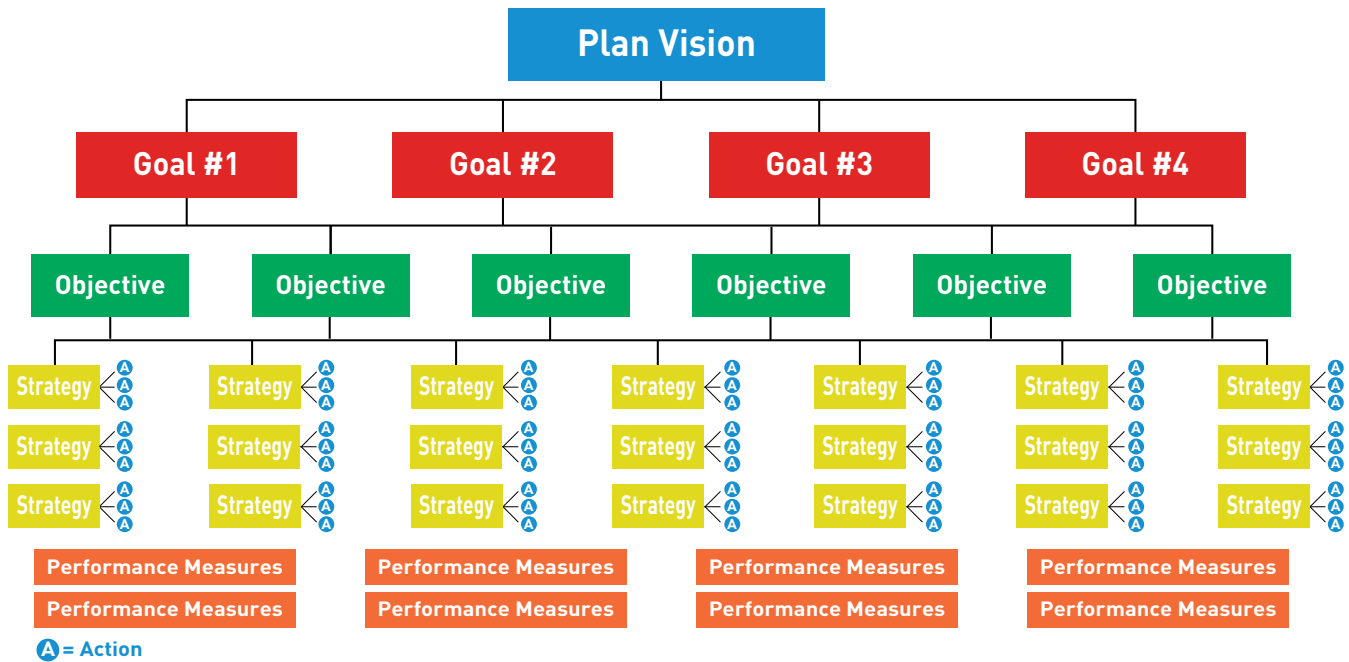 Plan Vision
Goal #1 Goal #2 Goal #3 Goal #4
Objective Objective Objective Objective Objective Objective
A A A A A A A
Strategy A Strategy A Strategy A Strategy A Strategy A Strategy A Strategy A
A A A A A A A
A A A A A A A
Strategy A Strategy A Strategy A Strategy A Strategy A Strategy A Strategy A
A A A A A A A
A A A A A A A
Strategy A Strategy A Strategy A Strategy A Strategy A Strategy A Strategy A
A A A A A A A
Performance Measures Performance Measures Performance Measures Performance Measures
Performance Measures Performance Measures Performance Measures Performance Measures
A = Action